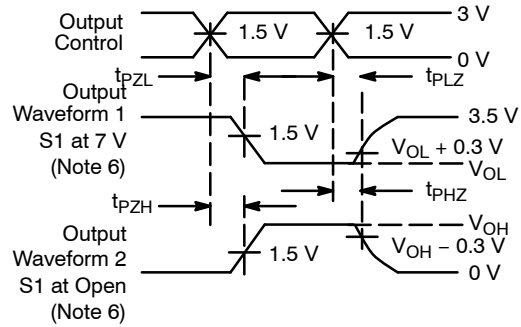 Output
Control
1.5 V
1.5 V
3 V
0 V
tPZL
tPLZ
Output
Waveform 1
S1 at 7 V
(Note 6)
1.5 V
3.5 V
VOL + 0.3 V
VOL
tPZH
tPHZ
Output
Waveform 2
S1 at Open
(Note 6)
1.5 V
VOH
VOH − 0.3 V
0 V